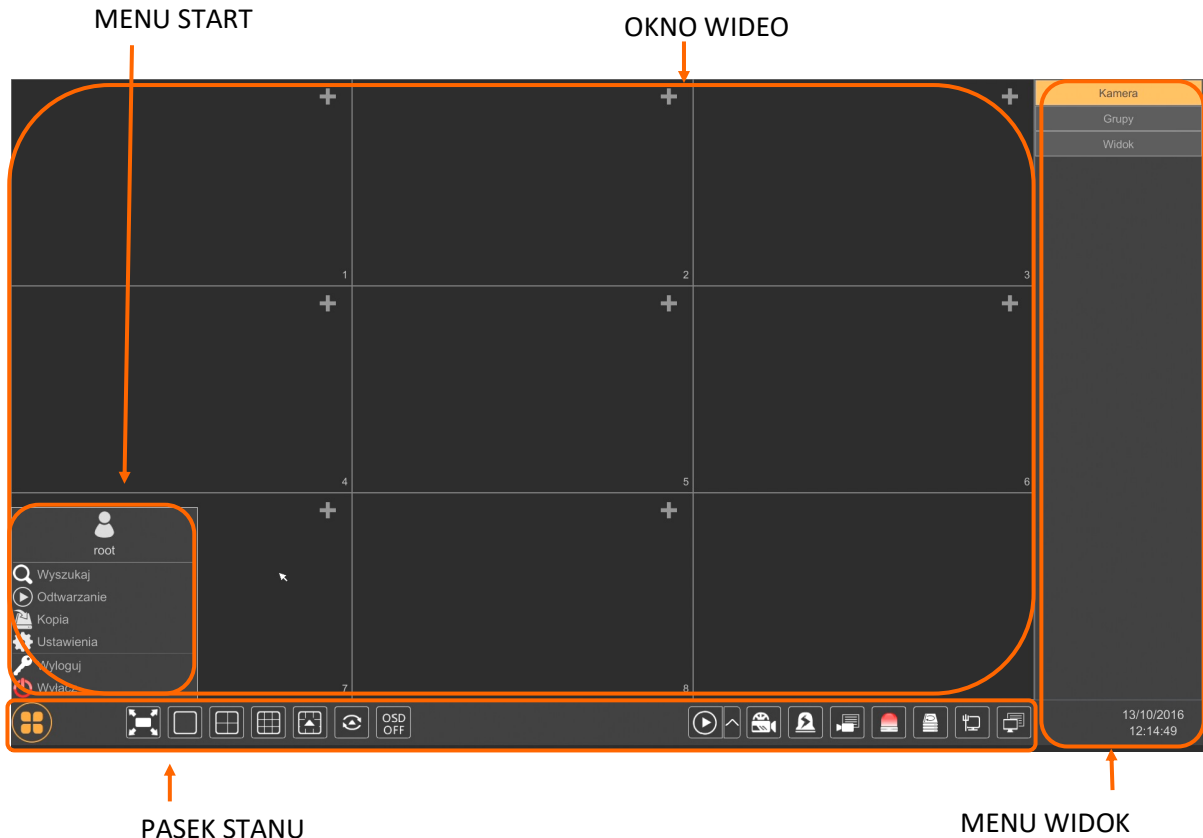 MENU START
OKNO WIDEO
Kamera
Grupy
Widok
1
2
3
4
5
6
root
Wyszukaj
Odtwarzanie
Kopia
Ustawienia
Wyloguj
7
8
OSD
OFF
13/10/2016
12:14:49
PASEK STANU
MENU WIDOK